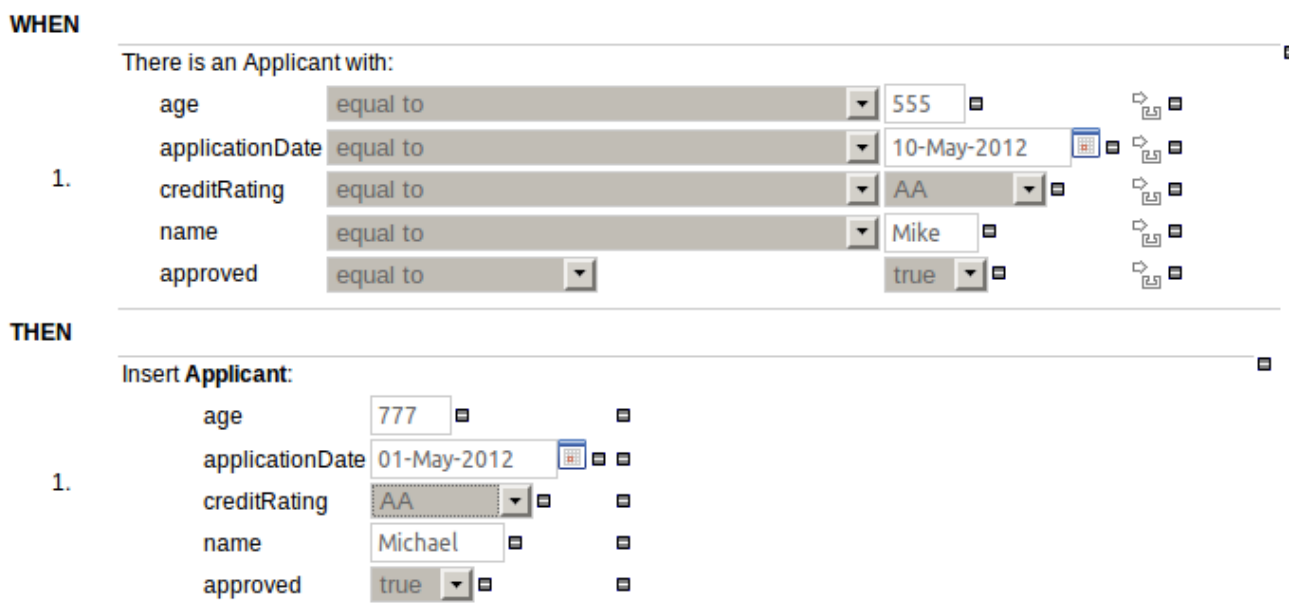 WHEN
There is an Applicant with:
age equal to 555
applicationDate equal to 10-May-2012
1.
creditRating equal to AA
name equal to Mike
approved equal to true
THEN
Insert Applicant:
age 777
applicationDate 01-May-2012
1.
creditRating AA
name Michael
approved true